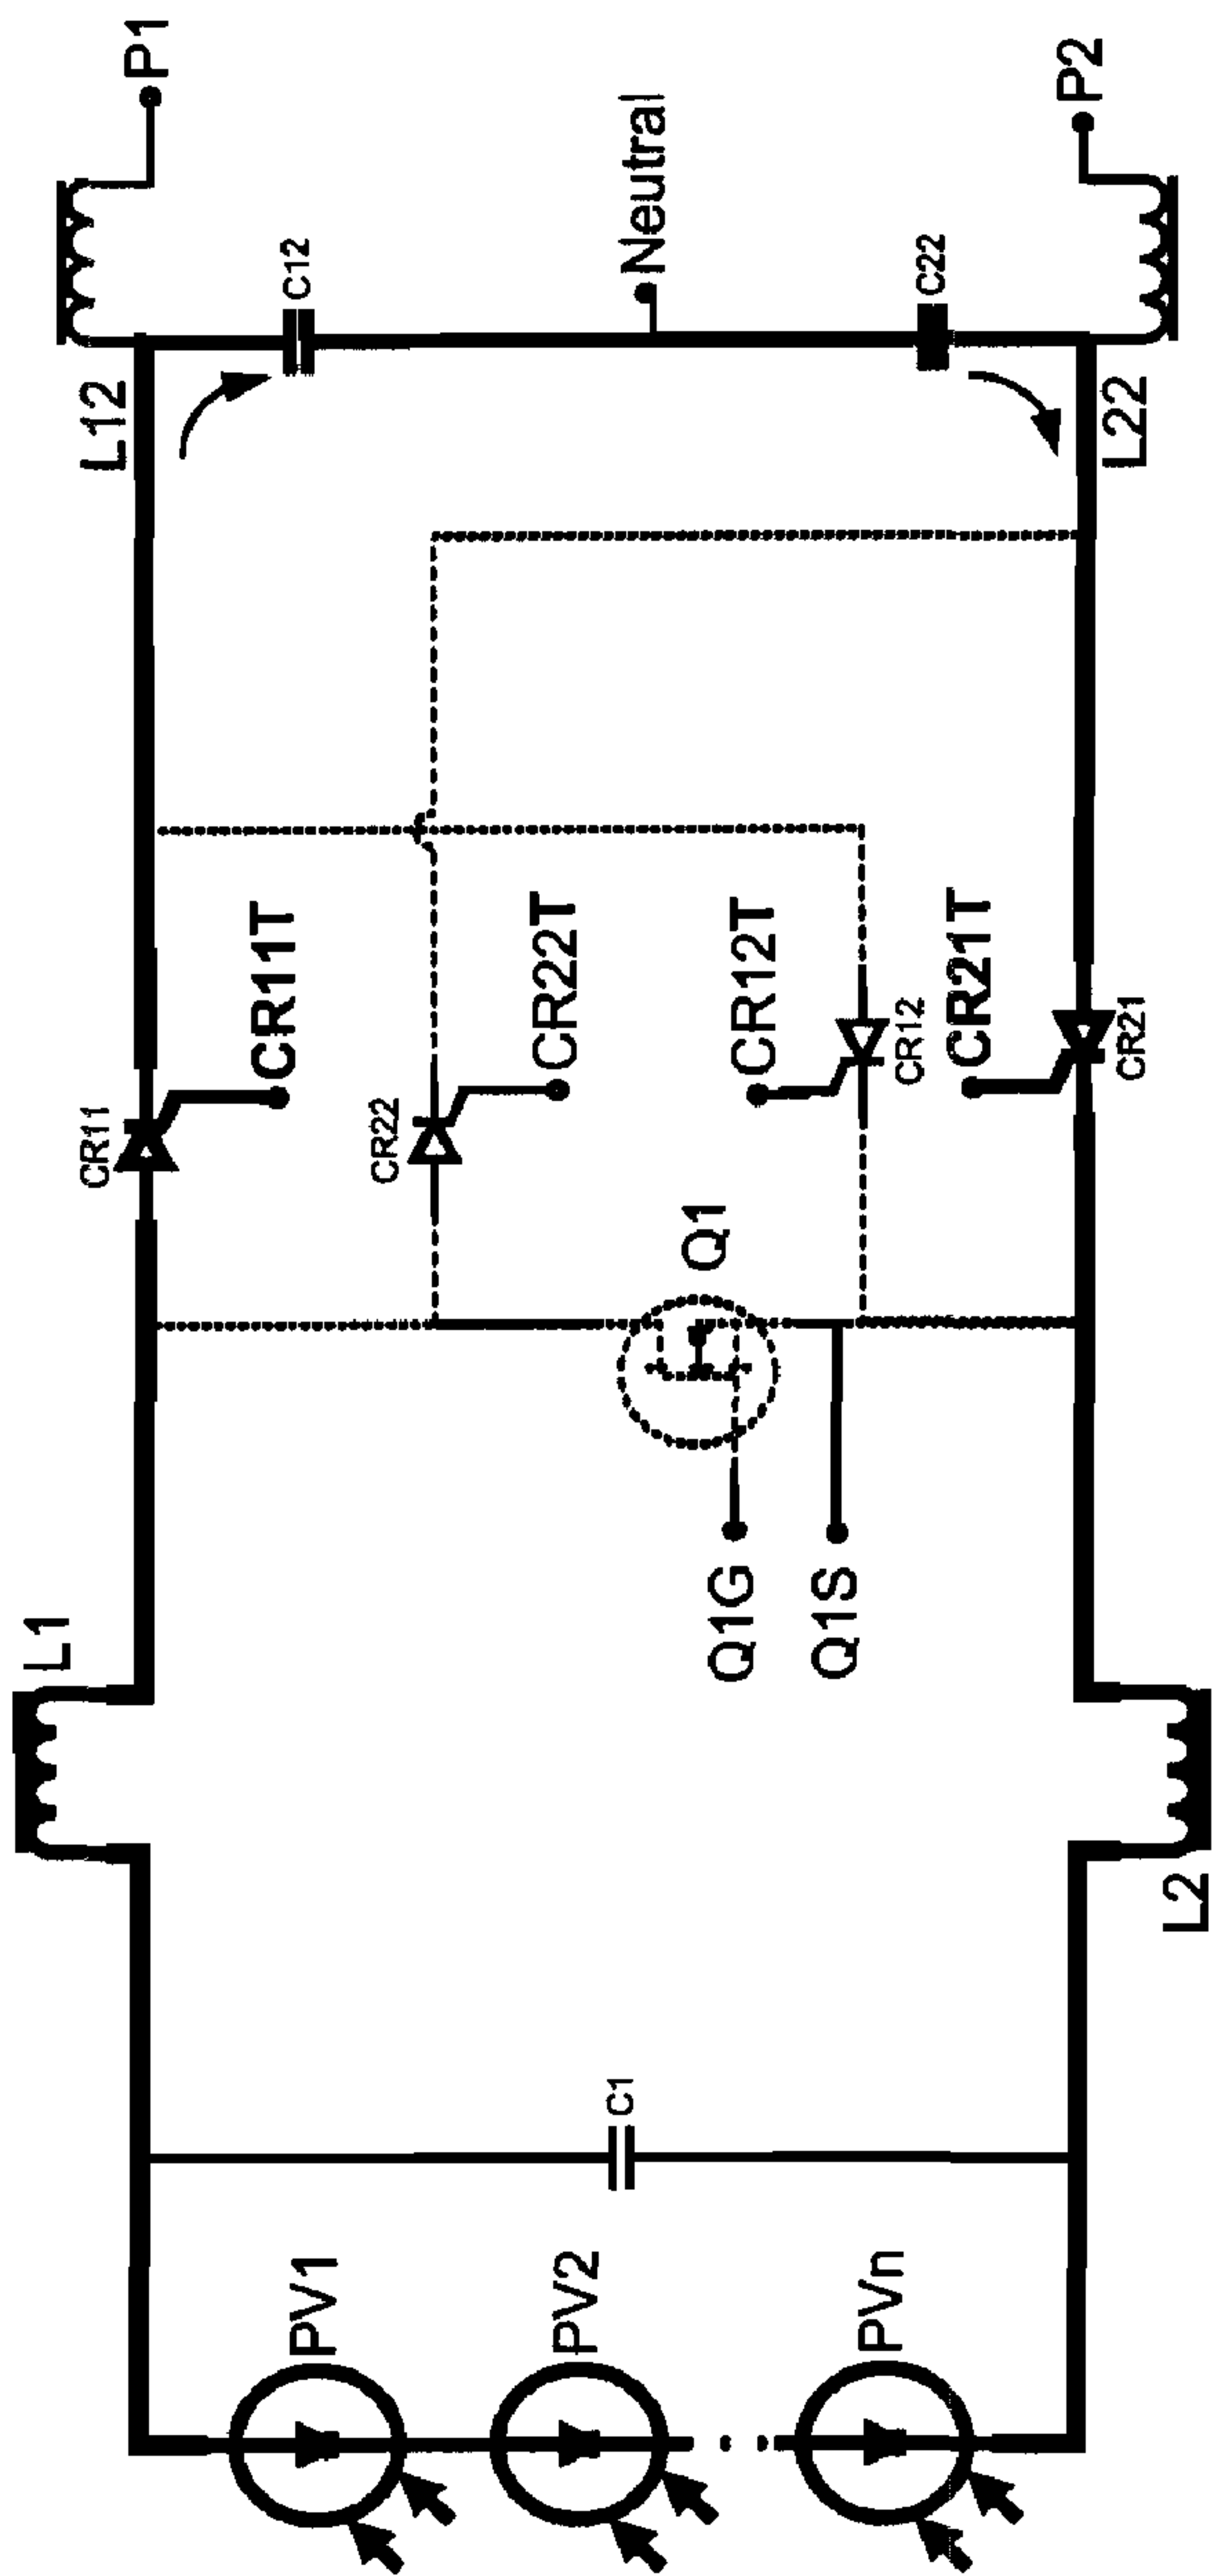 P1
P2
Neutral
C12
C22
L12
L22
CR11T
CR22T
CR12T
CR21T
CR11
CR22
CR12
CR21
Q1
Q1G
Q1S
L1
L2
C1
PV1
PV2
PVn